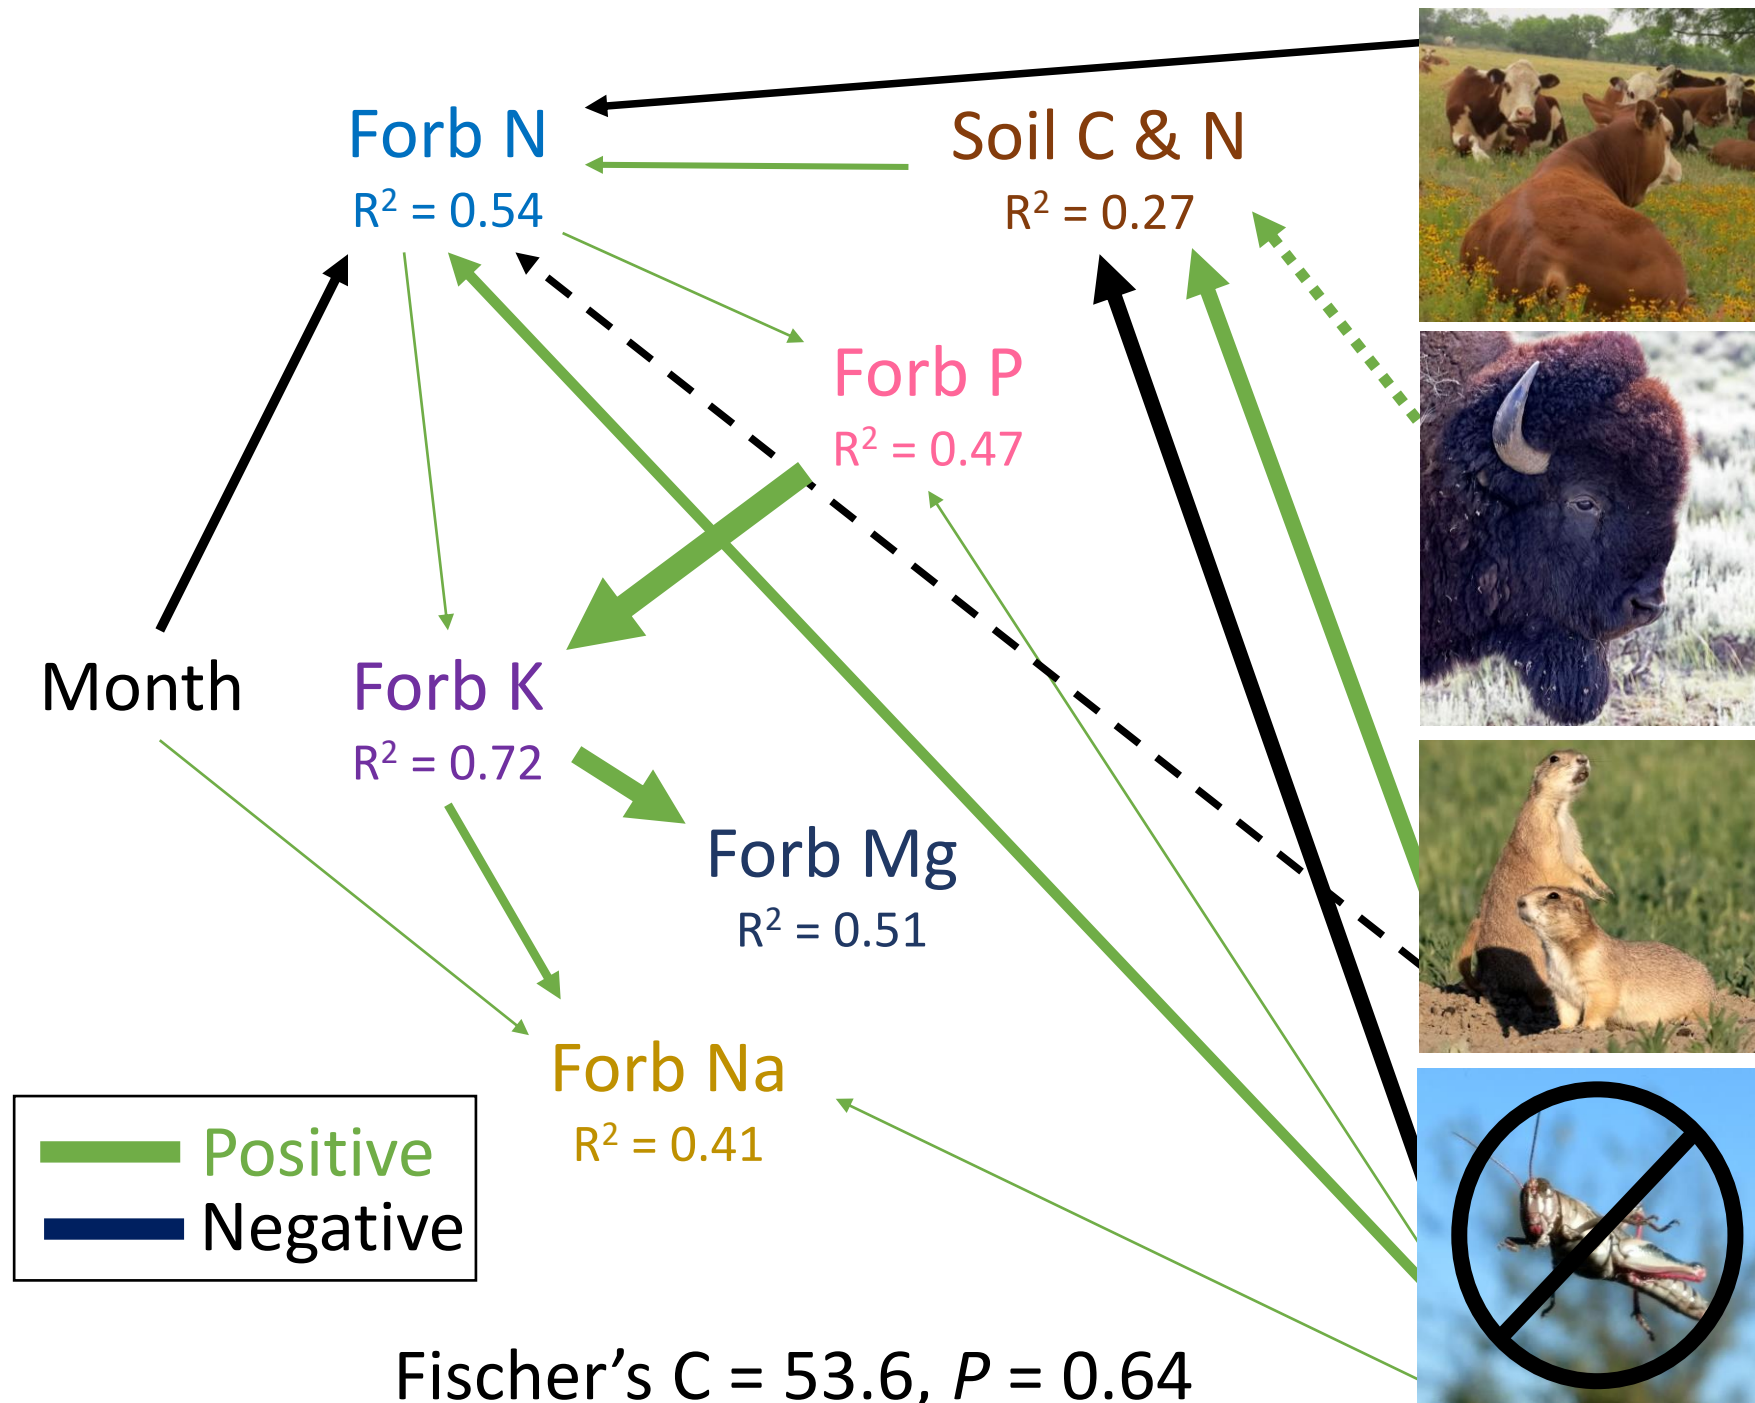 Forb N
R² = 0.54
Soil C & N
R² = 0.27
Forb P
R² = 0.47
Month
Forb K
R² = 0.72
Forb Mg
R² = 0.51
Forb Na
R² = 0.41
Positive
Negative
Fischer’s C = 53.6, P = 0.64